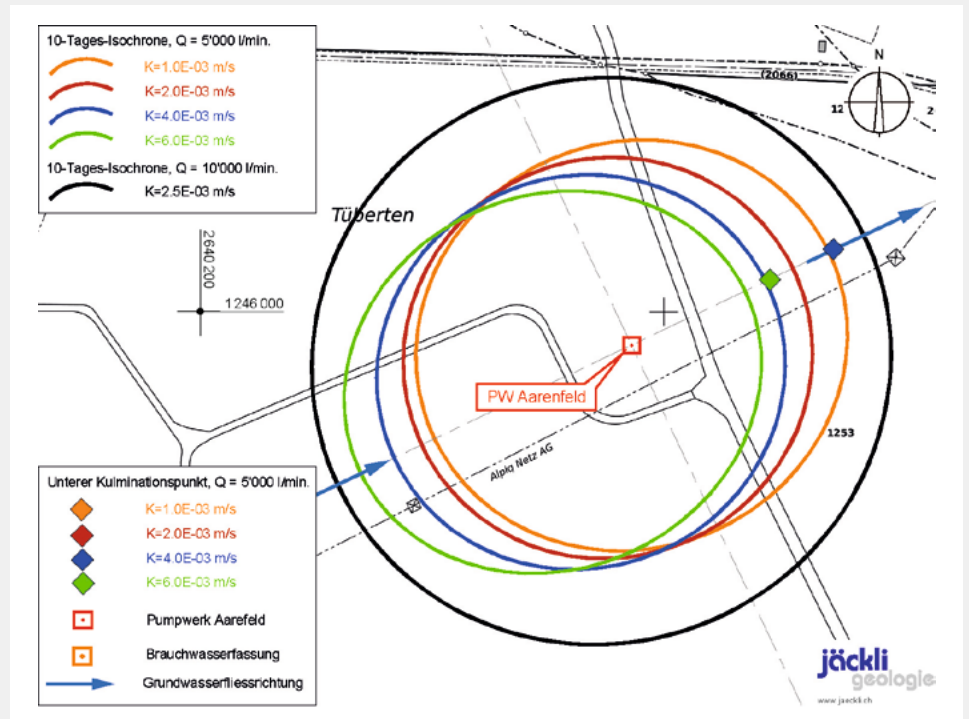 10-Tages-Isochrone, Q = 5'000 l/min.
K=1.0E-03 m/s
K=2.0E-03 m/s
K=4.0E-03 m/s
K=6.0E-03 m/s
10-Tages-Isochrone, Q = 10'000 l/min.
K=2.5E-03 m/s
(2066)
N
12
2
Tüberten
2640 200
1246 000
PW Aarenfeld
1253
Alpiq Netz AG
Unterer Kulminationspunkt, Q = 5'000 l/min.
K=1.0E-03 m/s
K=2.0E-03 m/s
K=4.0E-03 m/s
K=6.0E-03 m/s
Pumpwerk Aarefeld
Brauchwasserfassung
Grundwasserfliessrichtung
jäckli
geologie
www.jaeckli.ch